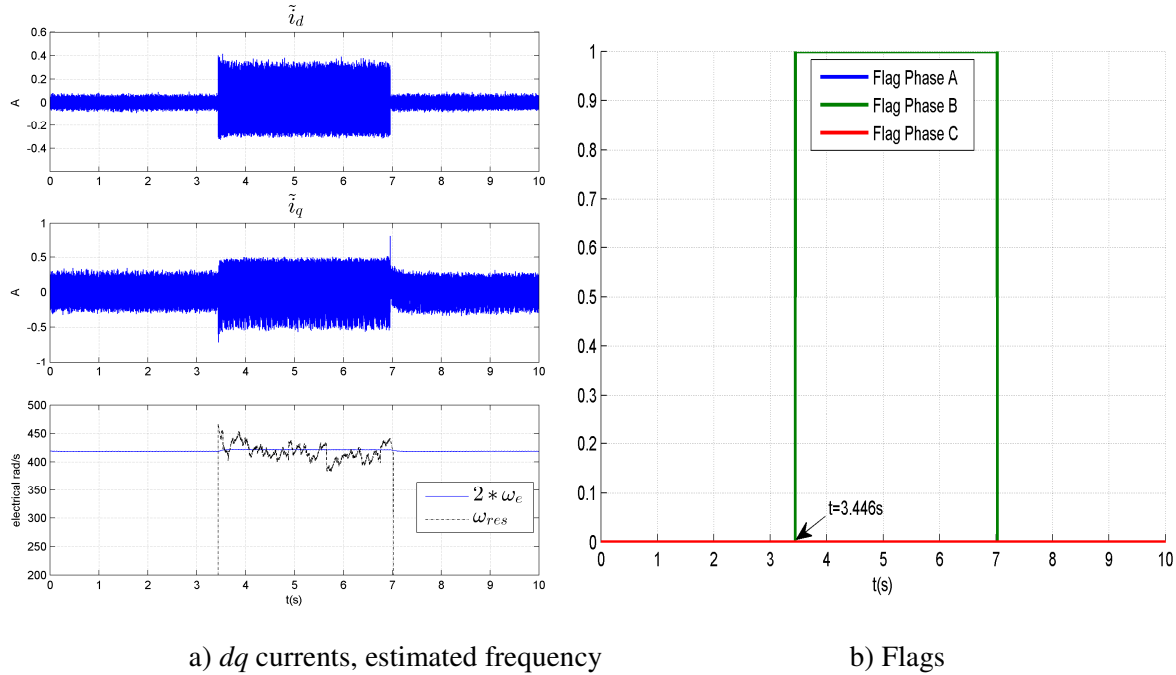 ĩ_d
0.6
0.4
0.2
0
-0.2
-0.4
A
0 1 2 3 4 5 6 7 8 9 10
ĩ_q
1
0.5
0
-0.5
-1
A
0 1 2 3 4 5 6 7 8 9 10
500
450
400
350
300
250
200
electrical rad/s
2 * ω_e
ω_res
0 1 2 3 4 5 6 7 8 9 10
t(s)
a) dq currents, estimated frequency
1
0.9
0.8
0.7
0.6
0.5
0.4
0.3
0.2
0.1
0
Flag Phase A
Flag Phase B
Flag Phase C
t=3.446s
0 1 2 3 4 5 6 7 8 9 10
t(s)
b) Flags